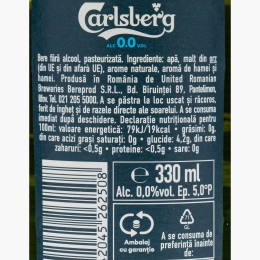 Carlsberg
ALC 0.0 VOL
Bere fără alcool, pasteurizată. Ingrediente: apă, malț din orz
(din UE și din afara UE), arome naturale, aromă de hamei și
hamei. Produsă în România de United Romanian
Breweries Bereprod S.R.L., Bd. Biruinței 89, Pantelimon,
Ilfov. Tel. 021 205 5000. A se păstra la loc uscat și răcoros,
ferit de îngheț și de razele directe ale soarelui. A se consuma
imediat după deschidere. Declarație nutrițională pentru
100ml: valoare energetică: 79kJ/19kcal • grăsimi: 0g,
din care acizi grași saturați: 0g • glucide: 4,2g, din care
zaharuri: <0,5g • proteine: <0,5g • sare: 0g
e 330 ml
Alc. 0,0%vol. Ep. 5,0ºP
Ambalaj
cu garanție
GL
A se consuma de
preferință înainte
de:
42045262508